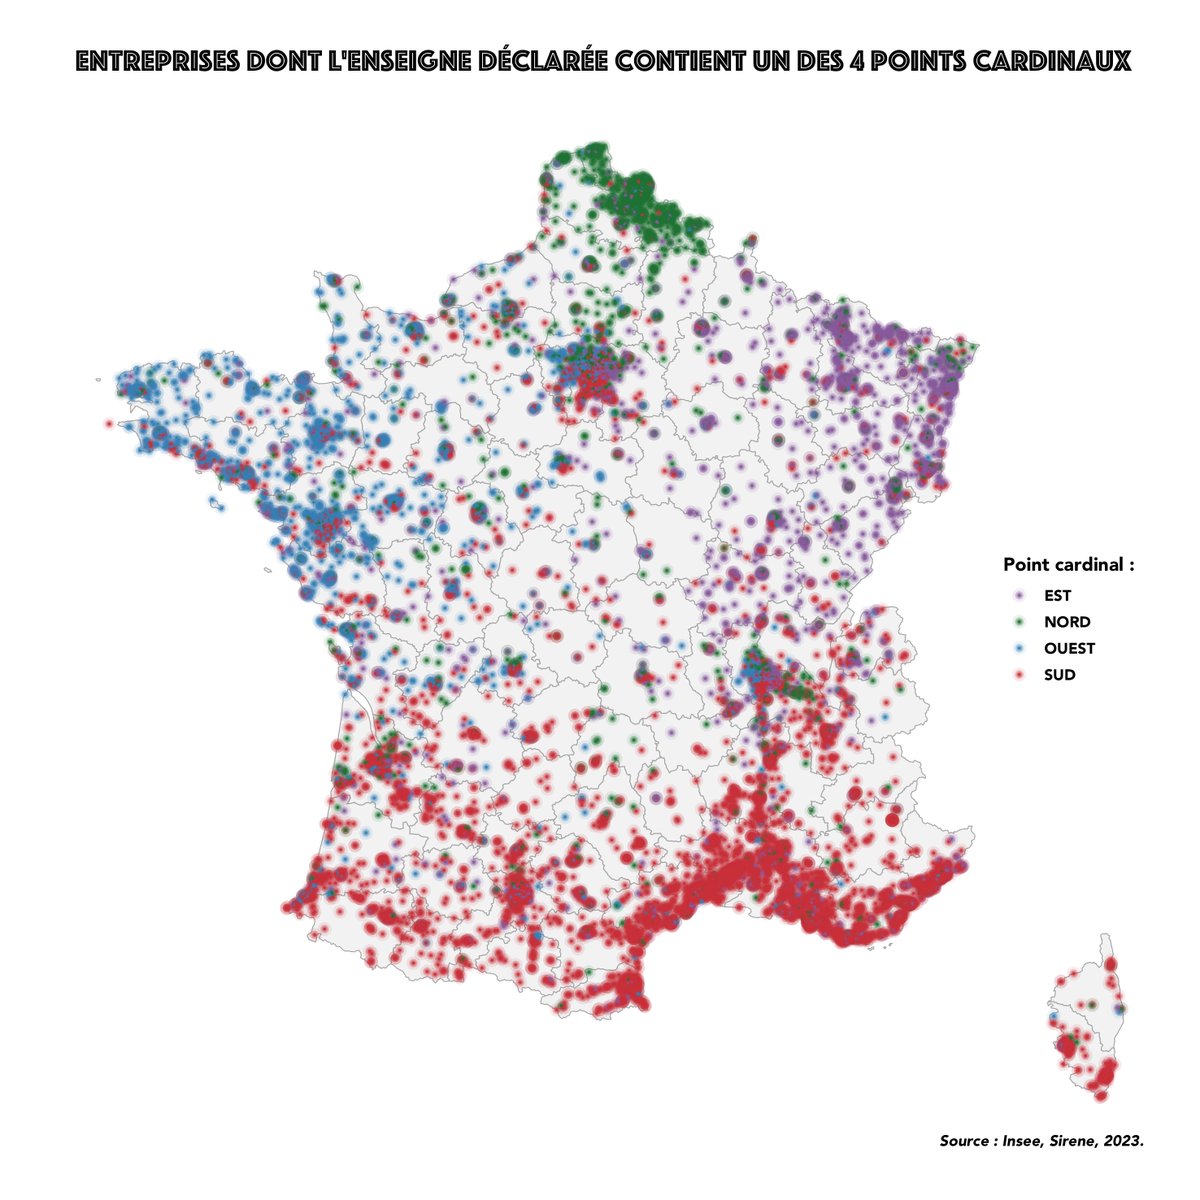 ENTREPRISES DONT L'ENSEIGNE DÉCLARÉE CONTIENT UN DES 4 POINTS CARDINAUX
Point cardinal :
EST
NORD
OUEST
SUD
Source : Insee, Sirene, 2023.